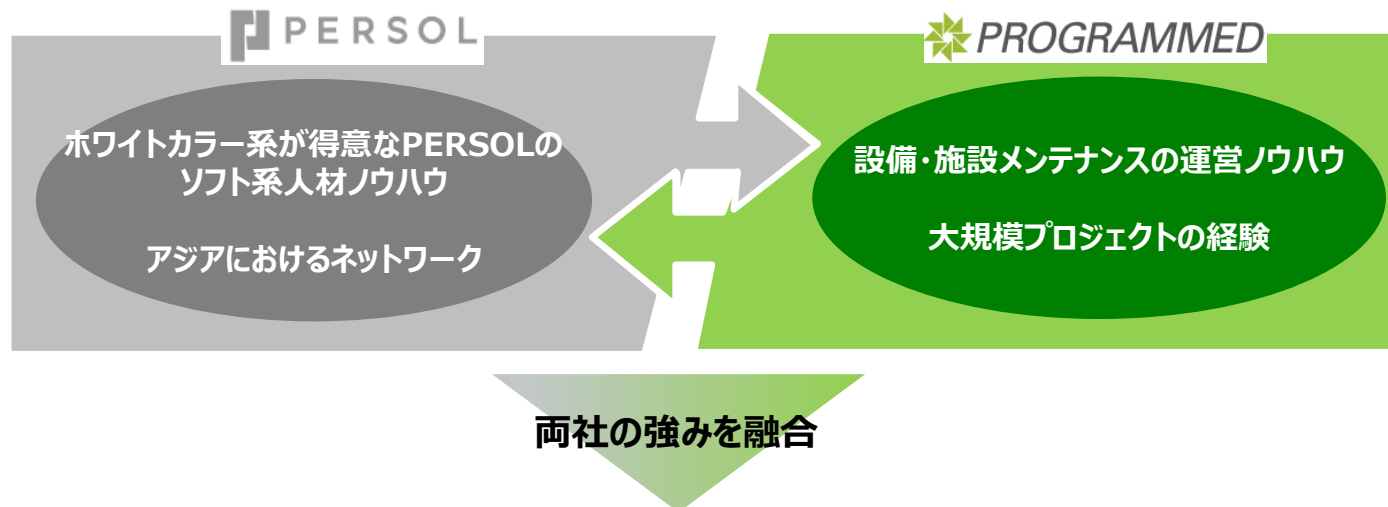 PERSOL
PROGRAMMED
ホワイトカラー系が得意なPERSOLの
ソフト系人材ノウハウ
アジアにおけるネットワーク
設備・施設メンテナンスの運営ノウハウ
大規模プロジェクトの経験
両社の強みを融合